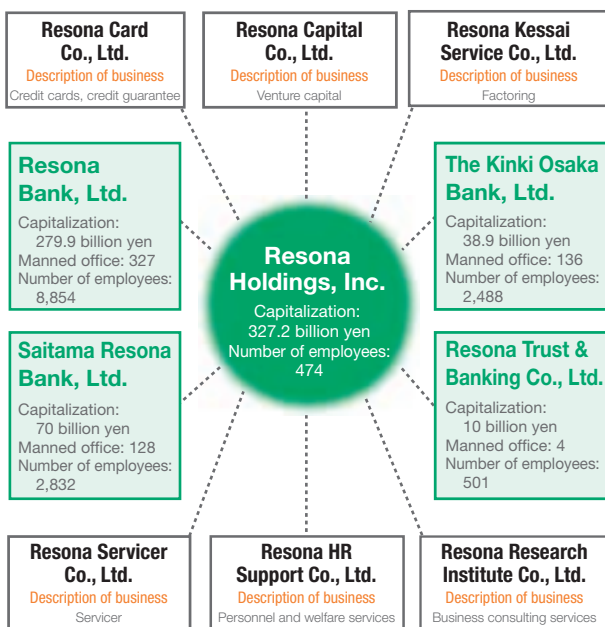 Resona Card
Co., Ltd.
Description of business
Credit cards, credit guarantee
Resona Capital
Co., Ltd.
Description of business
Venture capital
Resona Kessai
Service Co., Ltd.
Description of business
Factoring
Resona
Bank, Ltd.
Capitalization:
279.9 billion yen
Manned office: 327
Number of employees:
8,854
The Kinki Osaka
Bank, Ltd.
Capitalization:
38.9 billion yen
Manned office: 136
Number of employees:
2,488
Resona
Holdings, Inc.
Capitalization:
327.2 billion yen
Number of employees:
474
Saitama Resona
Bank, Ltd.
Capitalization:
70 billion yen
Manned office: 128
Number of employees:
2,832
Resona Trust &
Banking Co., Ltd.
Capitalization:
10 billion yen
Manned office: 4
Number of employees:
501
Resona Servicer
Co., Ltd.
Description of business
Servicer
Resona HR
Support Co., Ltd.
Description of business
Personnel and welfare services
Resona Research
Institute Co., Ltd.
Description of business
Business consulting services